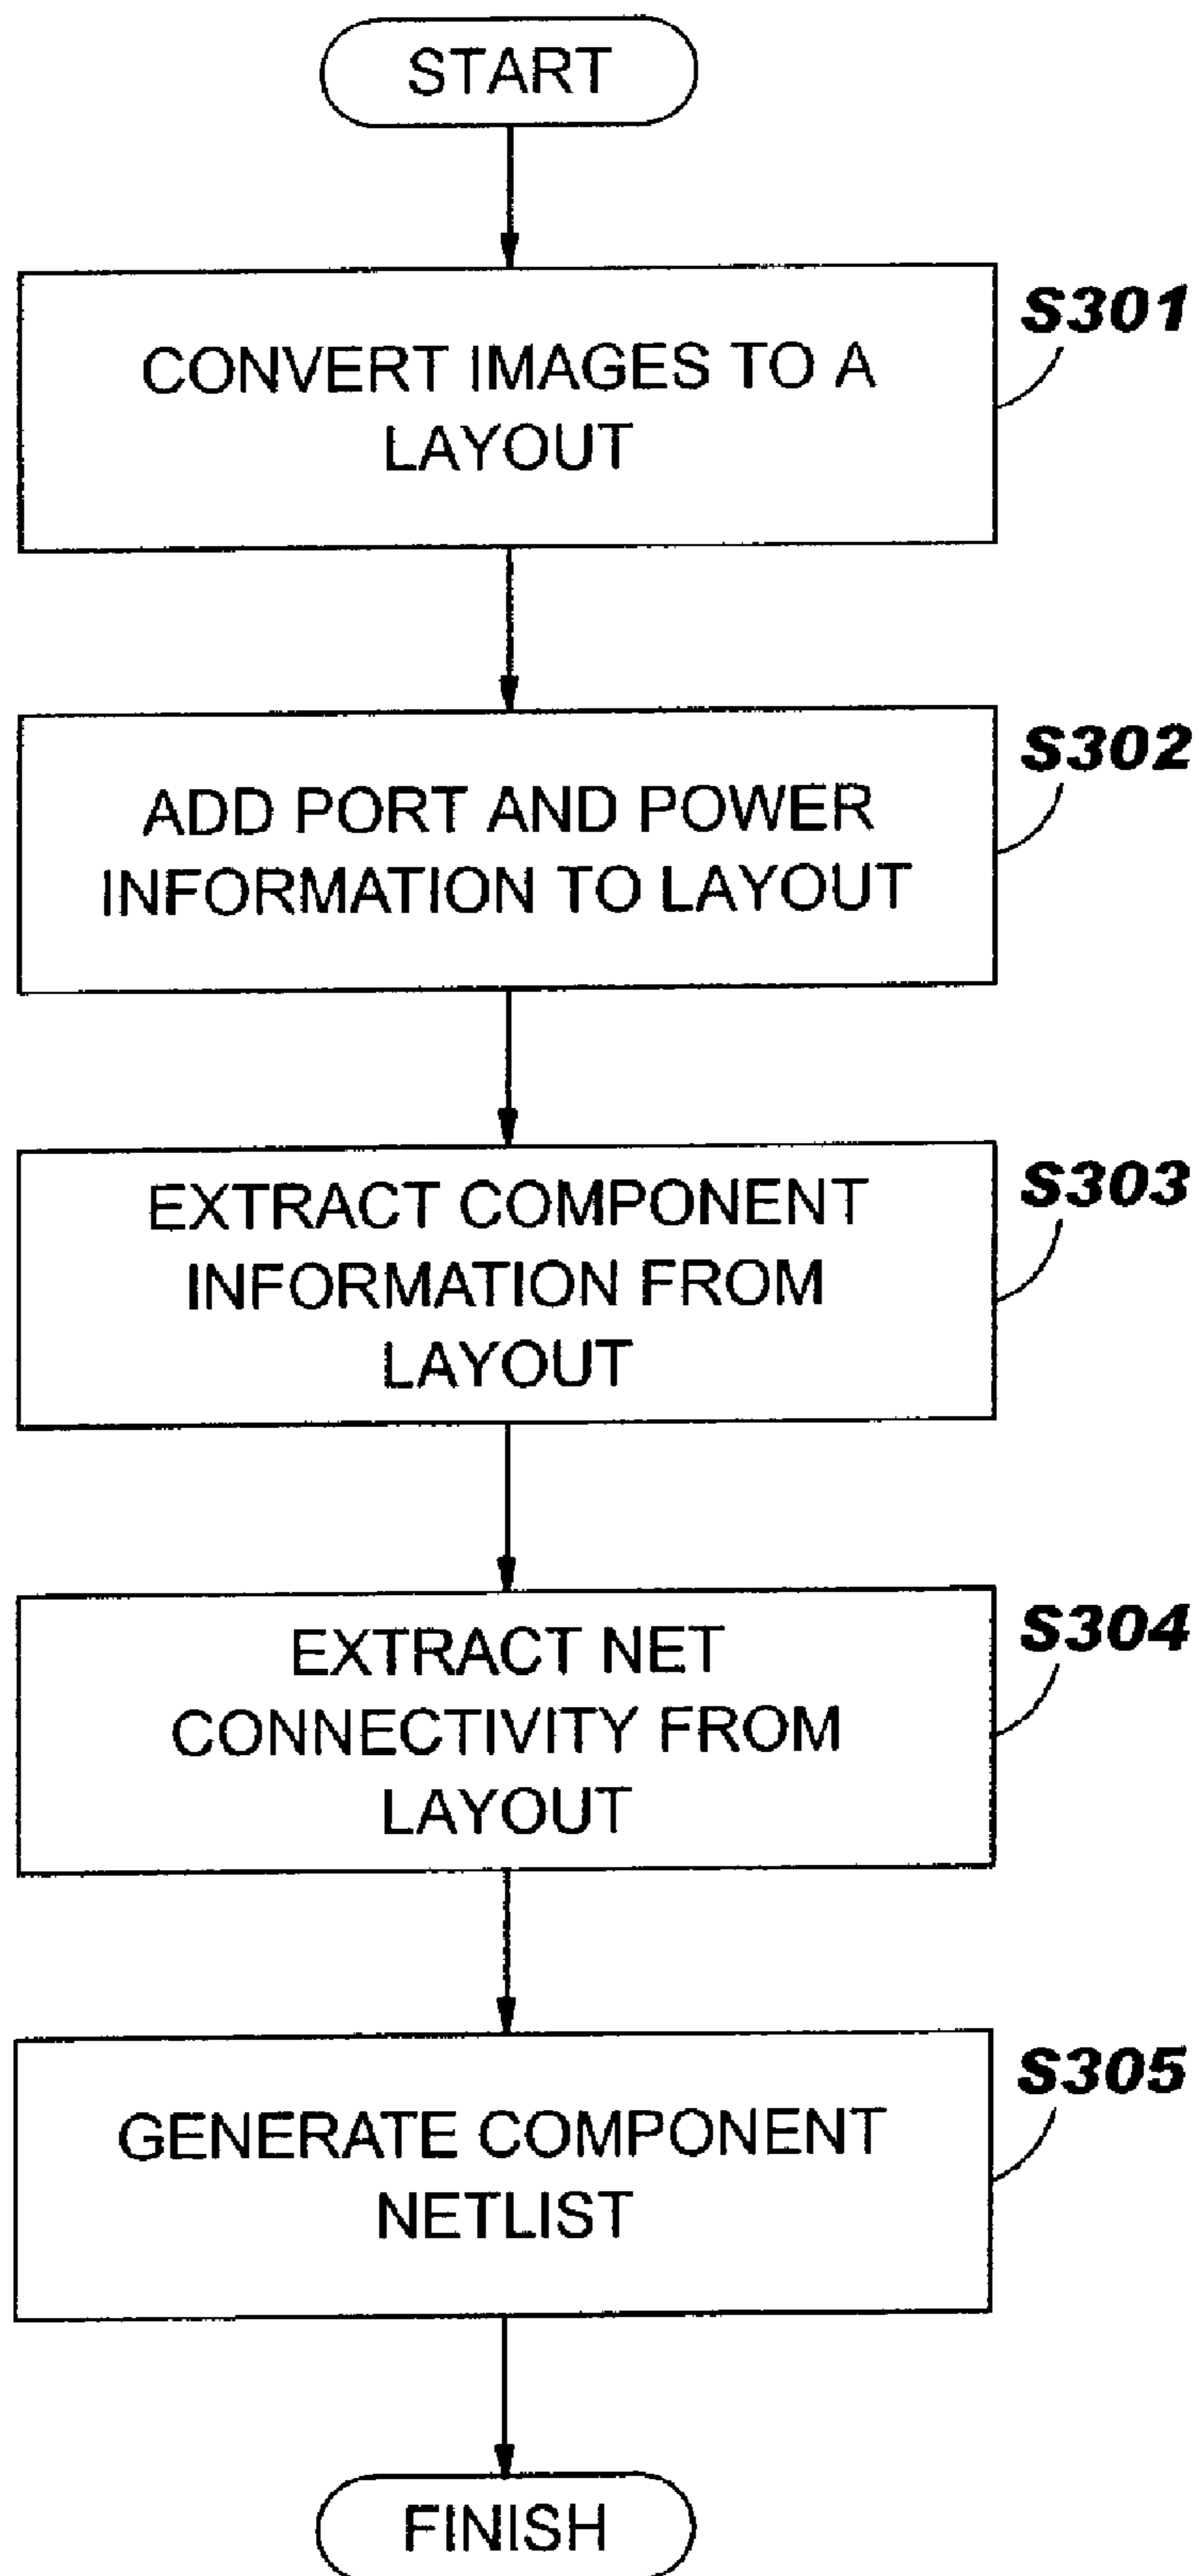 START
S301
CONVERT IMAGES TO A
LAYOUT
S302
ADD PORT AND POWER
INFORMATION TO LAYOUT
S303
EXTRACT COMPONENT
INFORMATION FROM
LAYOUT
S304
EXTRACT NET
CONNECTIVITY FROM
LAYOUT
S305
GENERATE COMPONENT
NETLIST
FINISH